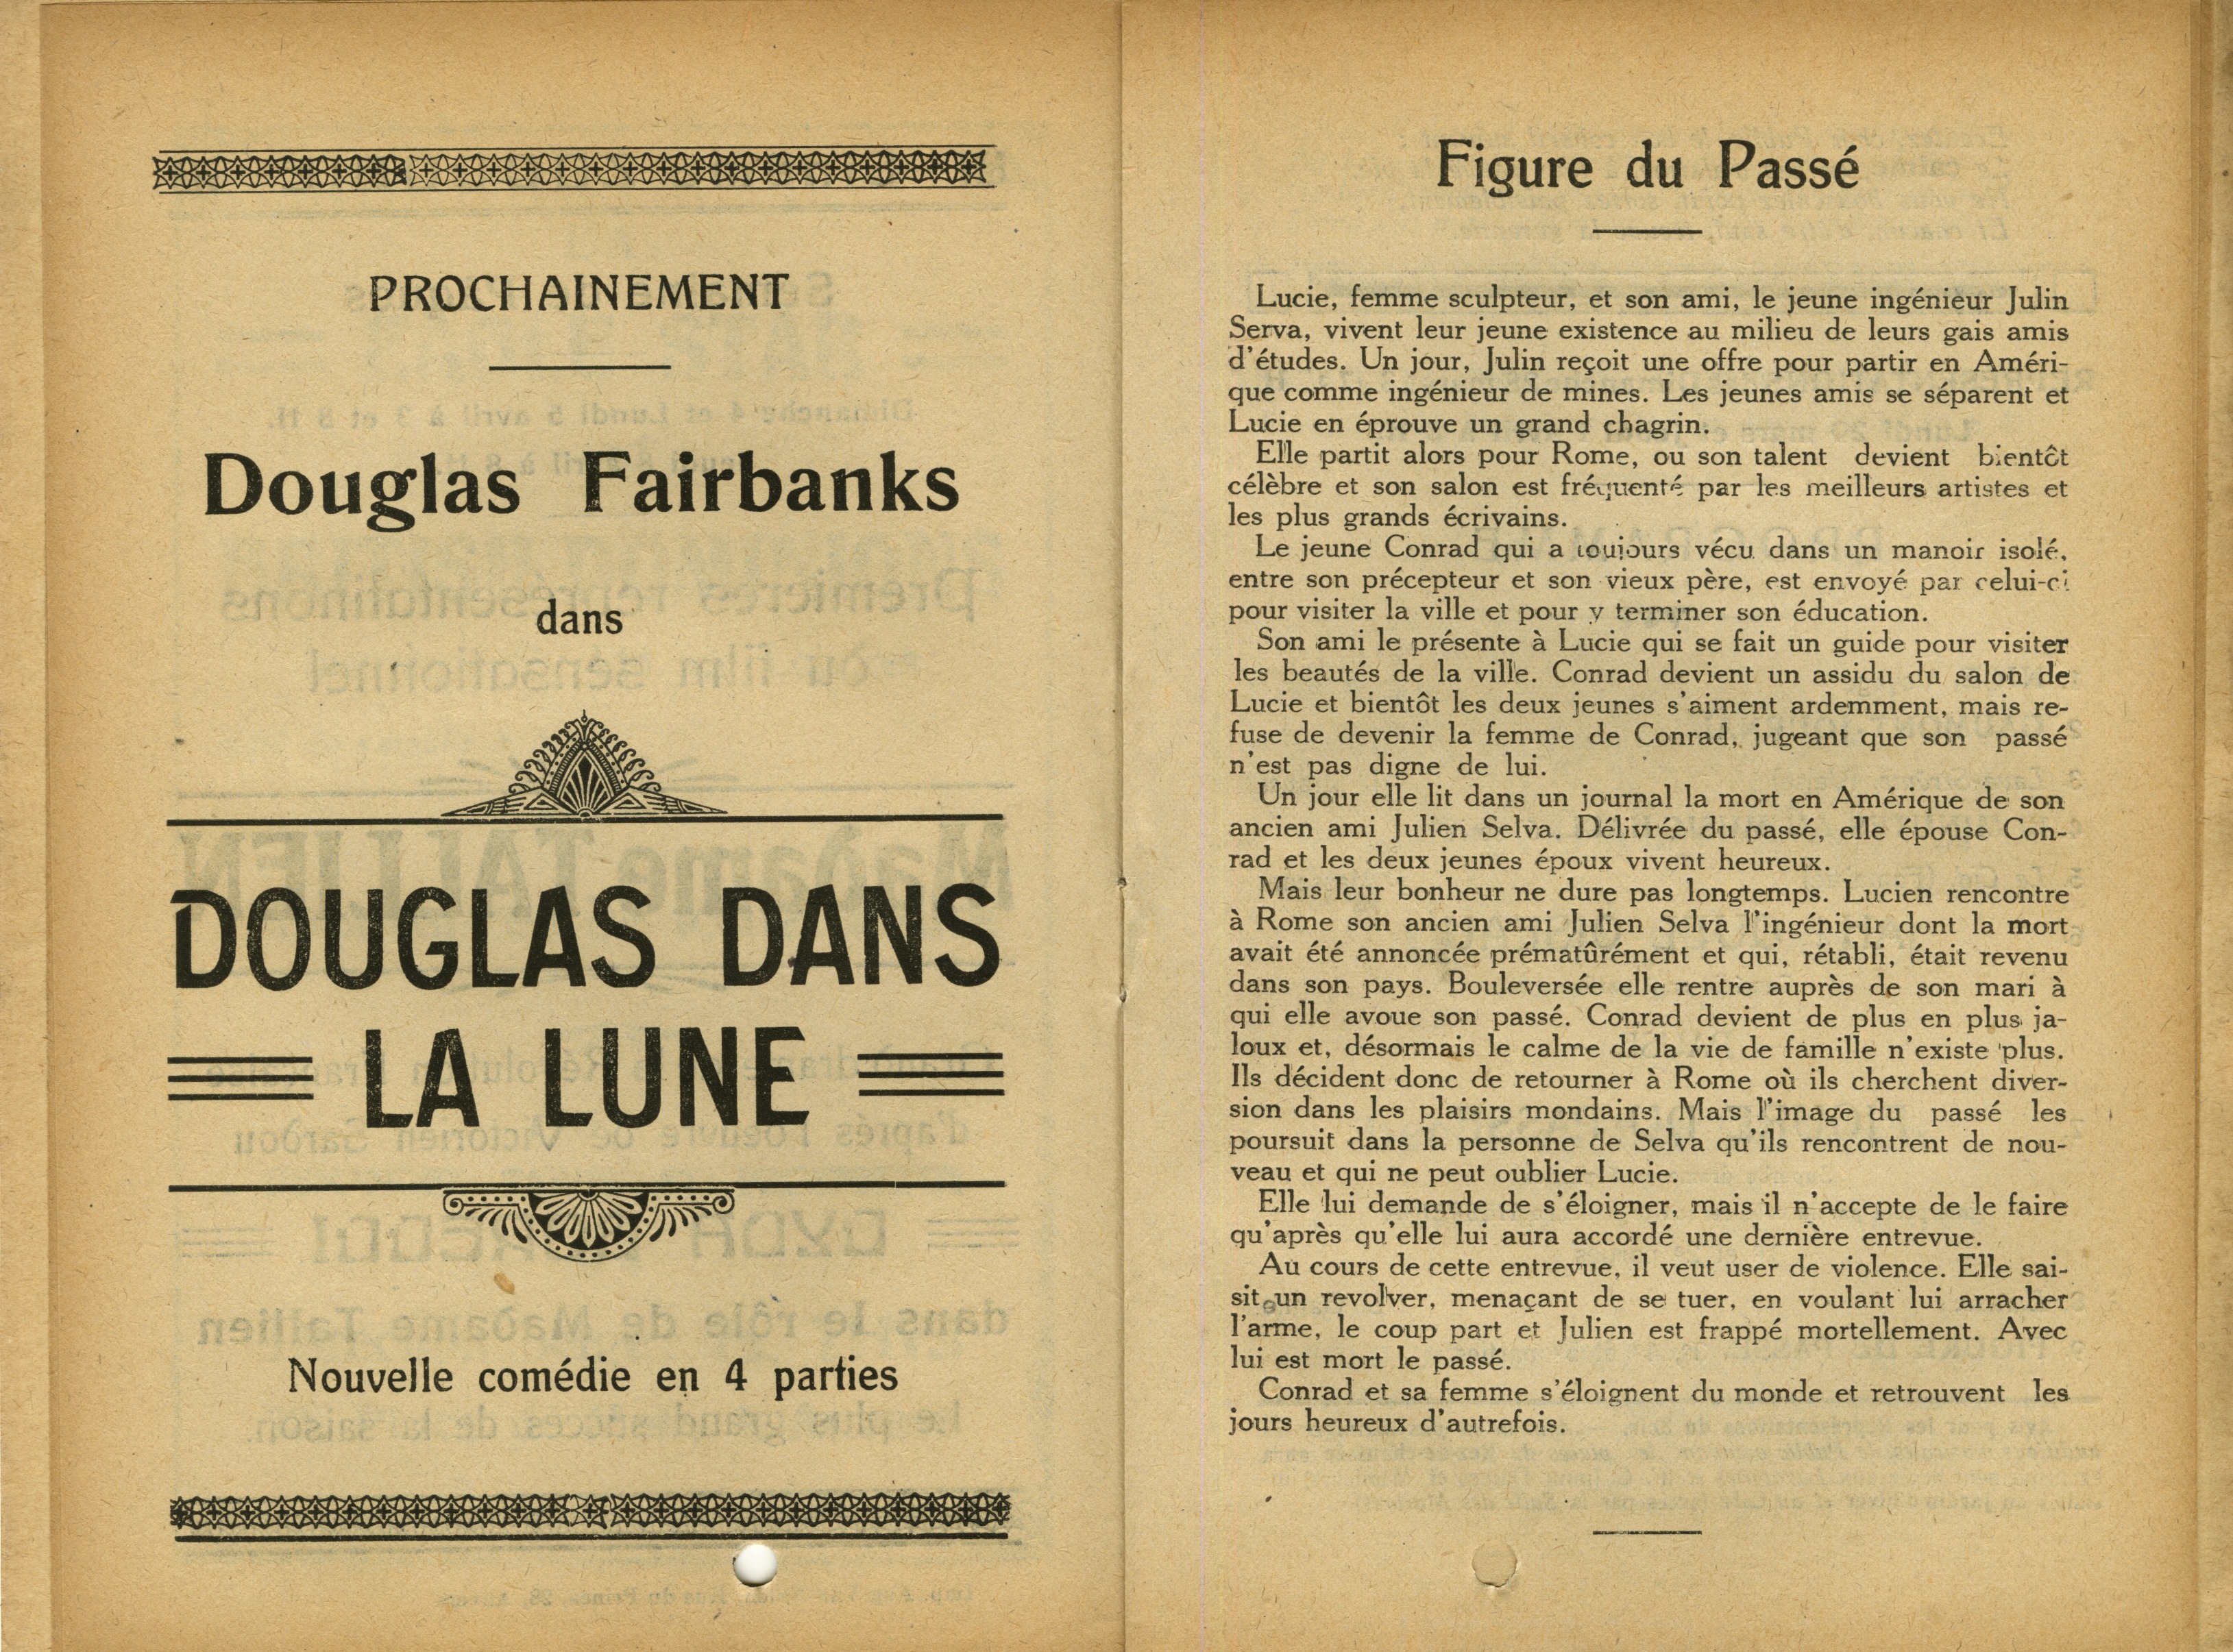 PROCHAINEMENT
Douglas Fairbanks
dans
DOUGLAS DANS
LA LUNE
Nouvelle comédie en 4 parties
Figure du Passé
Lucie, femme sculpteur, et son ami, le jeune ingénieur Julin
Serva, vivent leur jeune existence au milieu de leurs gais amis
d'études. Un jour, Julin reçoit une offre pour partir en Améri-
que comme ingénieur de mines. Les jeunes amis se séparent et
Lucie en éprouve un grand chagrin.
Elle partit alors pour Rome, ou son talent devient bientôt
célèbre et son salon est fréquenté par les meilleurs artistes et
les plus grands écrivains.
Le jeune Conrad qui a toujours vécu dans un manoir isolé,
entre son précepteur et son vieux père, est envoyé par celui-ci
pour visiter la ville et pour y terminer son éducation.
Son ami le présente à Lucie qui se fait un guide pour visiter
les beautés de la ville. Conrad devient un assidu du salon de
Lucie et bientôt les deux jeunes s'aiment ardemment, mais re-
fuse de devenir la femme de Conrad, jugeant que son passé
n'est pas digne de lui.
Un jour elle lit dans un journal la mort en Amérique de son
ancien ami Julien Selva. Délivrée du passé, elle épouse Con-
rad et les deux jeunes époux vivent heureux.
Mais leur bonheur ne dure pas longtemps. Lucien rencontre
à Rome son ancien ami Julien Selva l'ingénieur dont la mort
avait été annoncée prématûrément et qui, rétabli, était revenu
dans son pays. Bouleversée elle rentre auprès de son mari à
qui elle avoue son passé. Conrad devient de plus en plus ja-
loux et, désormais le calme de la vie de famille n'existe plus.
Ils décident donc de retourner à Rome où ils cherchent diver-
sion dans les plaisirs mondains. Mais l'image du passé les
poursuit dans la personne de Selva qu'ils rencontrent de nou-
veau et qui ne peut oublier Lucie.
Elle lui demande de s'éloigner, mais il n'accepte de le faire
qu'après qu'elle lui aura accordé une dernière entrevue.
Au cours de cette entrevue, il veut user de violence. Elle sai-
sit un revolver, menaçant de se tuer, en voulant lui arracher
l'arme, le coup part et Julien est frappé mortellement. Avec
lui est mort le passé.
Conrad et sa femme s'éloignent du monde et retrouvent les
jours heureux d'autrefois.